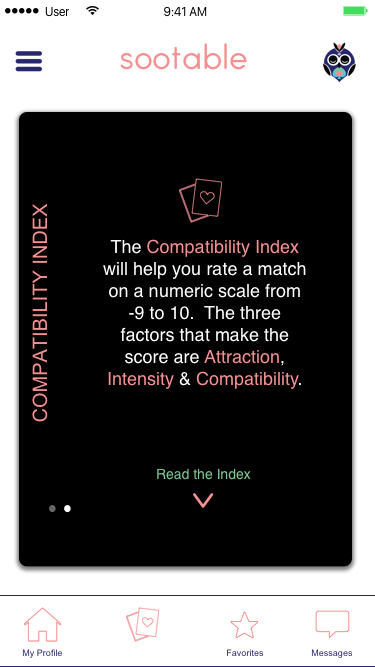 User 9:41 AM
sootable
COMPATIBILITY INDEX
The Compatibility Index
will help you rate a match
on a numeric scale from
-9 to 10. The three
factors that make the
score are Attraction,
Intensity & Compatibility.
Read the Index
My Profile Favorites Messages